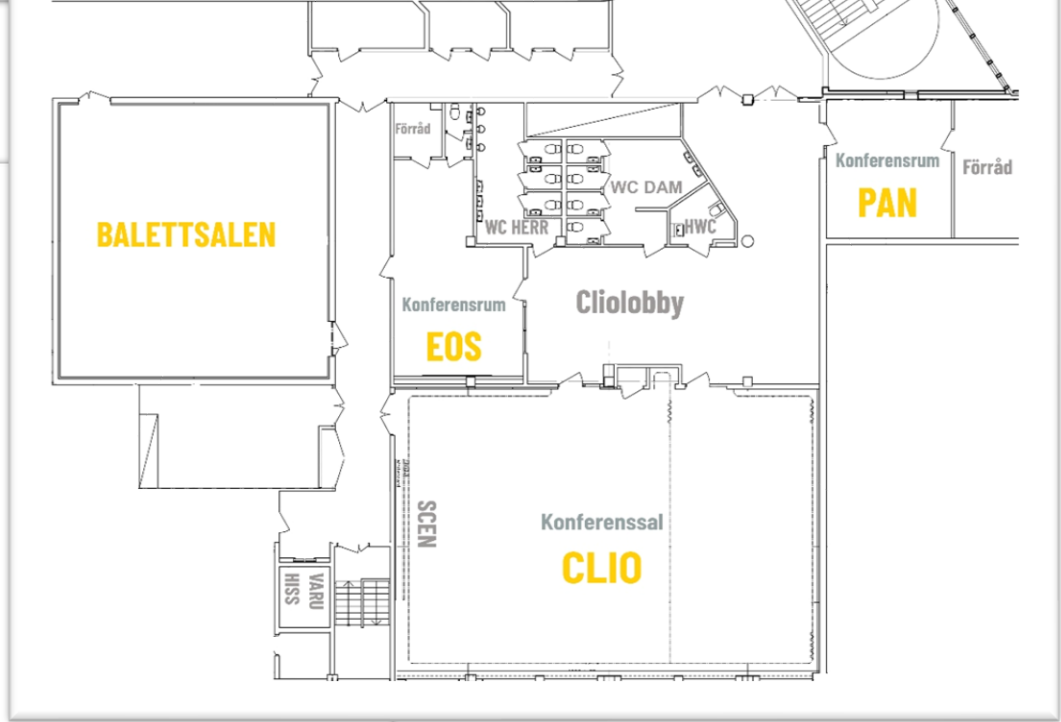 Förråd
Konferensrum
PAN
Förråd
WC DAM
WC HERR
HWC
BALETTSALEN
Konferensrum
EOS
Cliolobby
SCEN
Konferenssal
CLIO
VARU
HISS